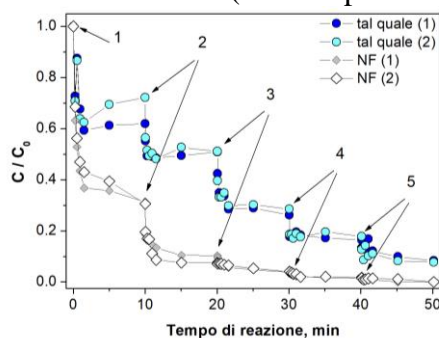 1.0
0.8
0.6
0.4
0.2
0.0
C / C₀
1
2
3
4
5
tal quale (1)
tal quale (2)
NF (1)
NF (2)
0
10
20
30
40
50
Tempo di reazione, min